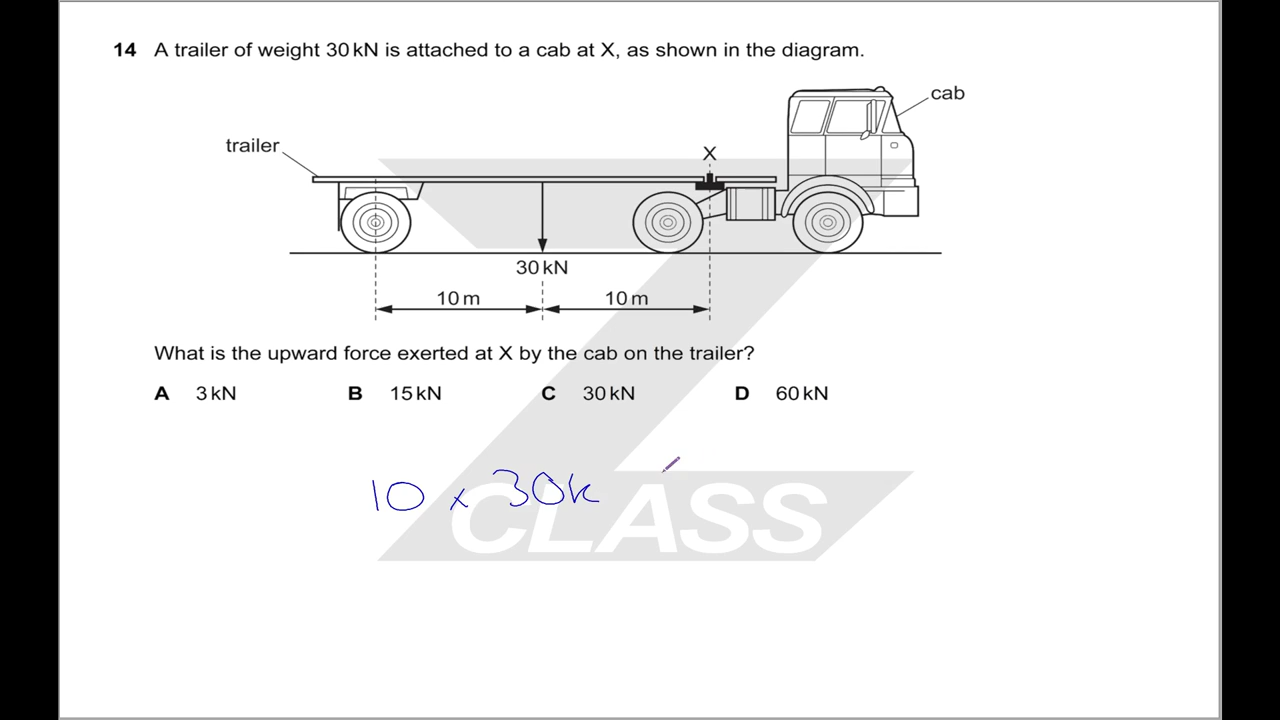 14 A trailer of weight 30 kN is attached to a cab at X, as shown in the diagram.
cab
trailer
X
30 kN
10 m 10 m
What is the upward force exerted at X by the cab on the trailer?
A 3 kN B 15 kN C 30 kN D 60 kN
10 × 30k
CLASS